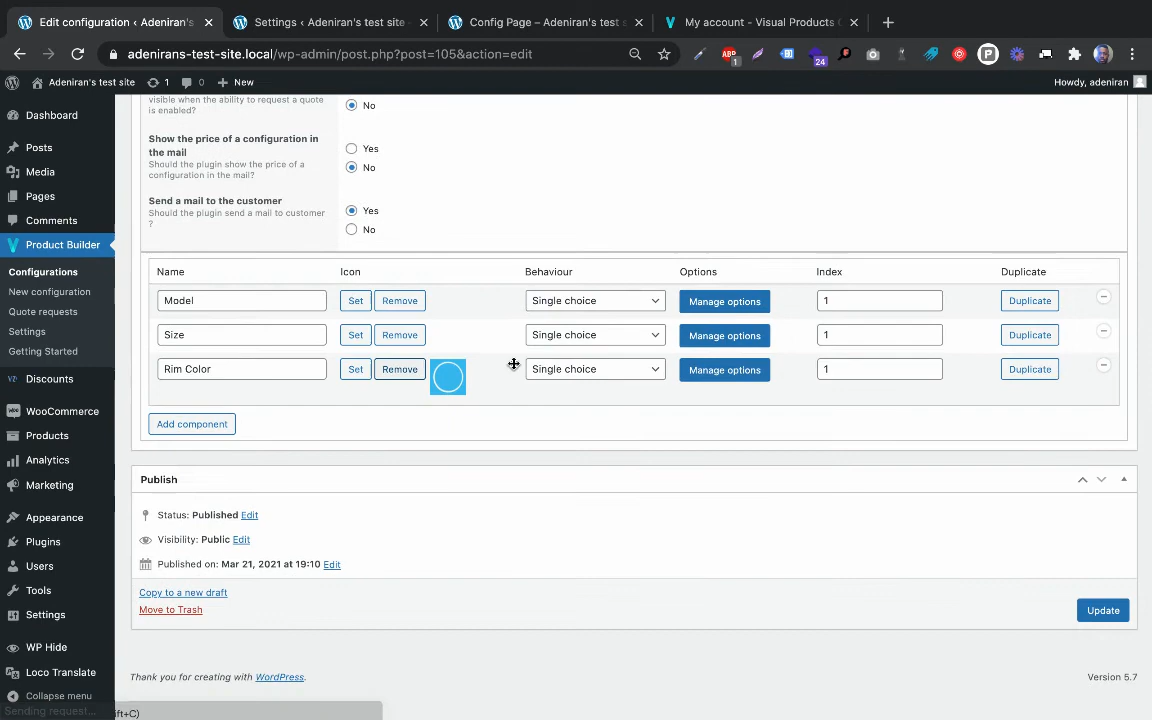 Edit configuration ‹ Adeniran's
Settings ‹ Adeniran's test site
Config Page – Adeniran's test s
My account - Visual Products C
adenirans-test-site.local/wp-admin/post.php?post=105&action=edit
ABP
1
24
Adeniran's test site
1
0
New
Howdy, adeniran
Dashboard
Posts
Media
Pages
Comments
Product Builder
Configurations
New configuration
Quote requests
Settings
Getting Started
Discounts
WooCommerce
Products
Analytics
Marketing
Appearance
Plugins
Users
Tools
Settings
WP Hide
Loco Translate
Collapse menu
Sending request...
ift+C)
visible when the ability to request a quote
is enabled?
No
Show the price of a configuration in
the mail
Should the plugin show the price of a
configuration in the mail?
Yes
No
Send a mail to the customer
Should the plugin send a mail to customer
?
Yes
No
Name Icon Behaviour Options Index Duplicate
Model Set Remove Single choice Manage options 1 Duplicate
Size Set Remove Single choice Manage options 1 Duplicate
Rim Color Set Remove Single choice Manage options 1 Duplicate
Add component
Publish
Status: Published Edit
Visibility: Public Edit
Published on: Mar 21, 2021 at 19:10 Edit
Copy to a new draft
Move to Trash
Update
Thank you for creating with WordPress.
Version 5.7